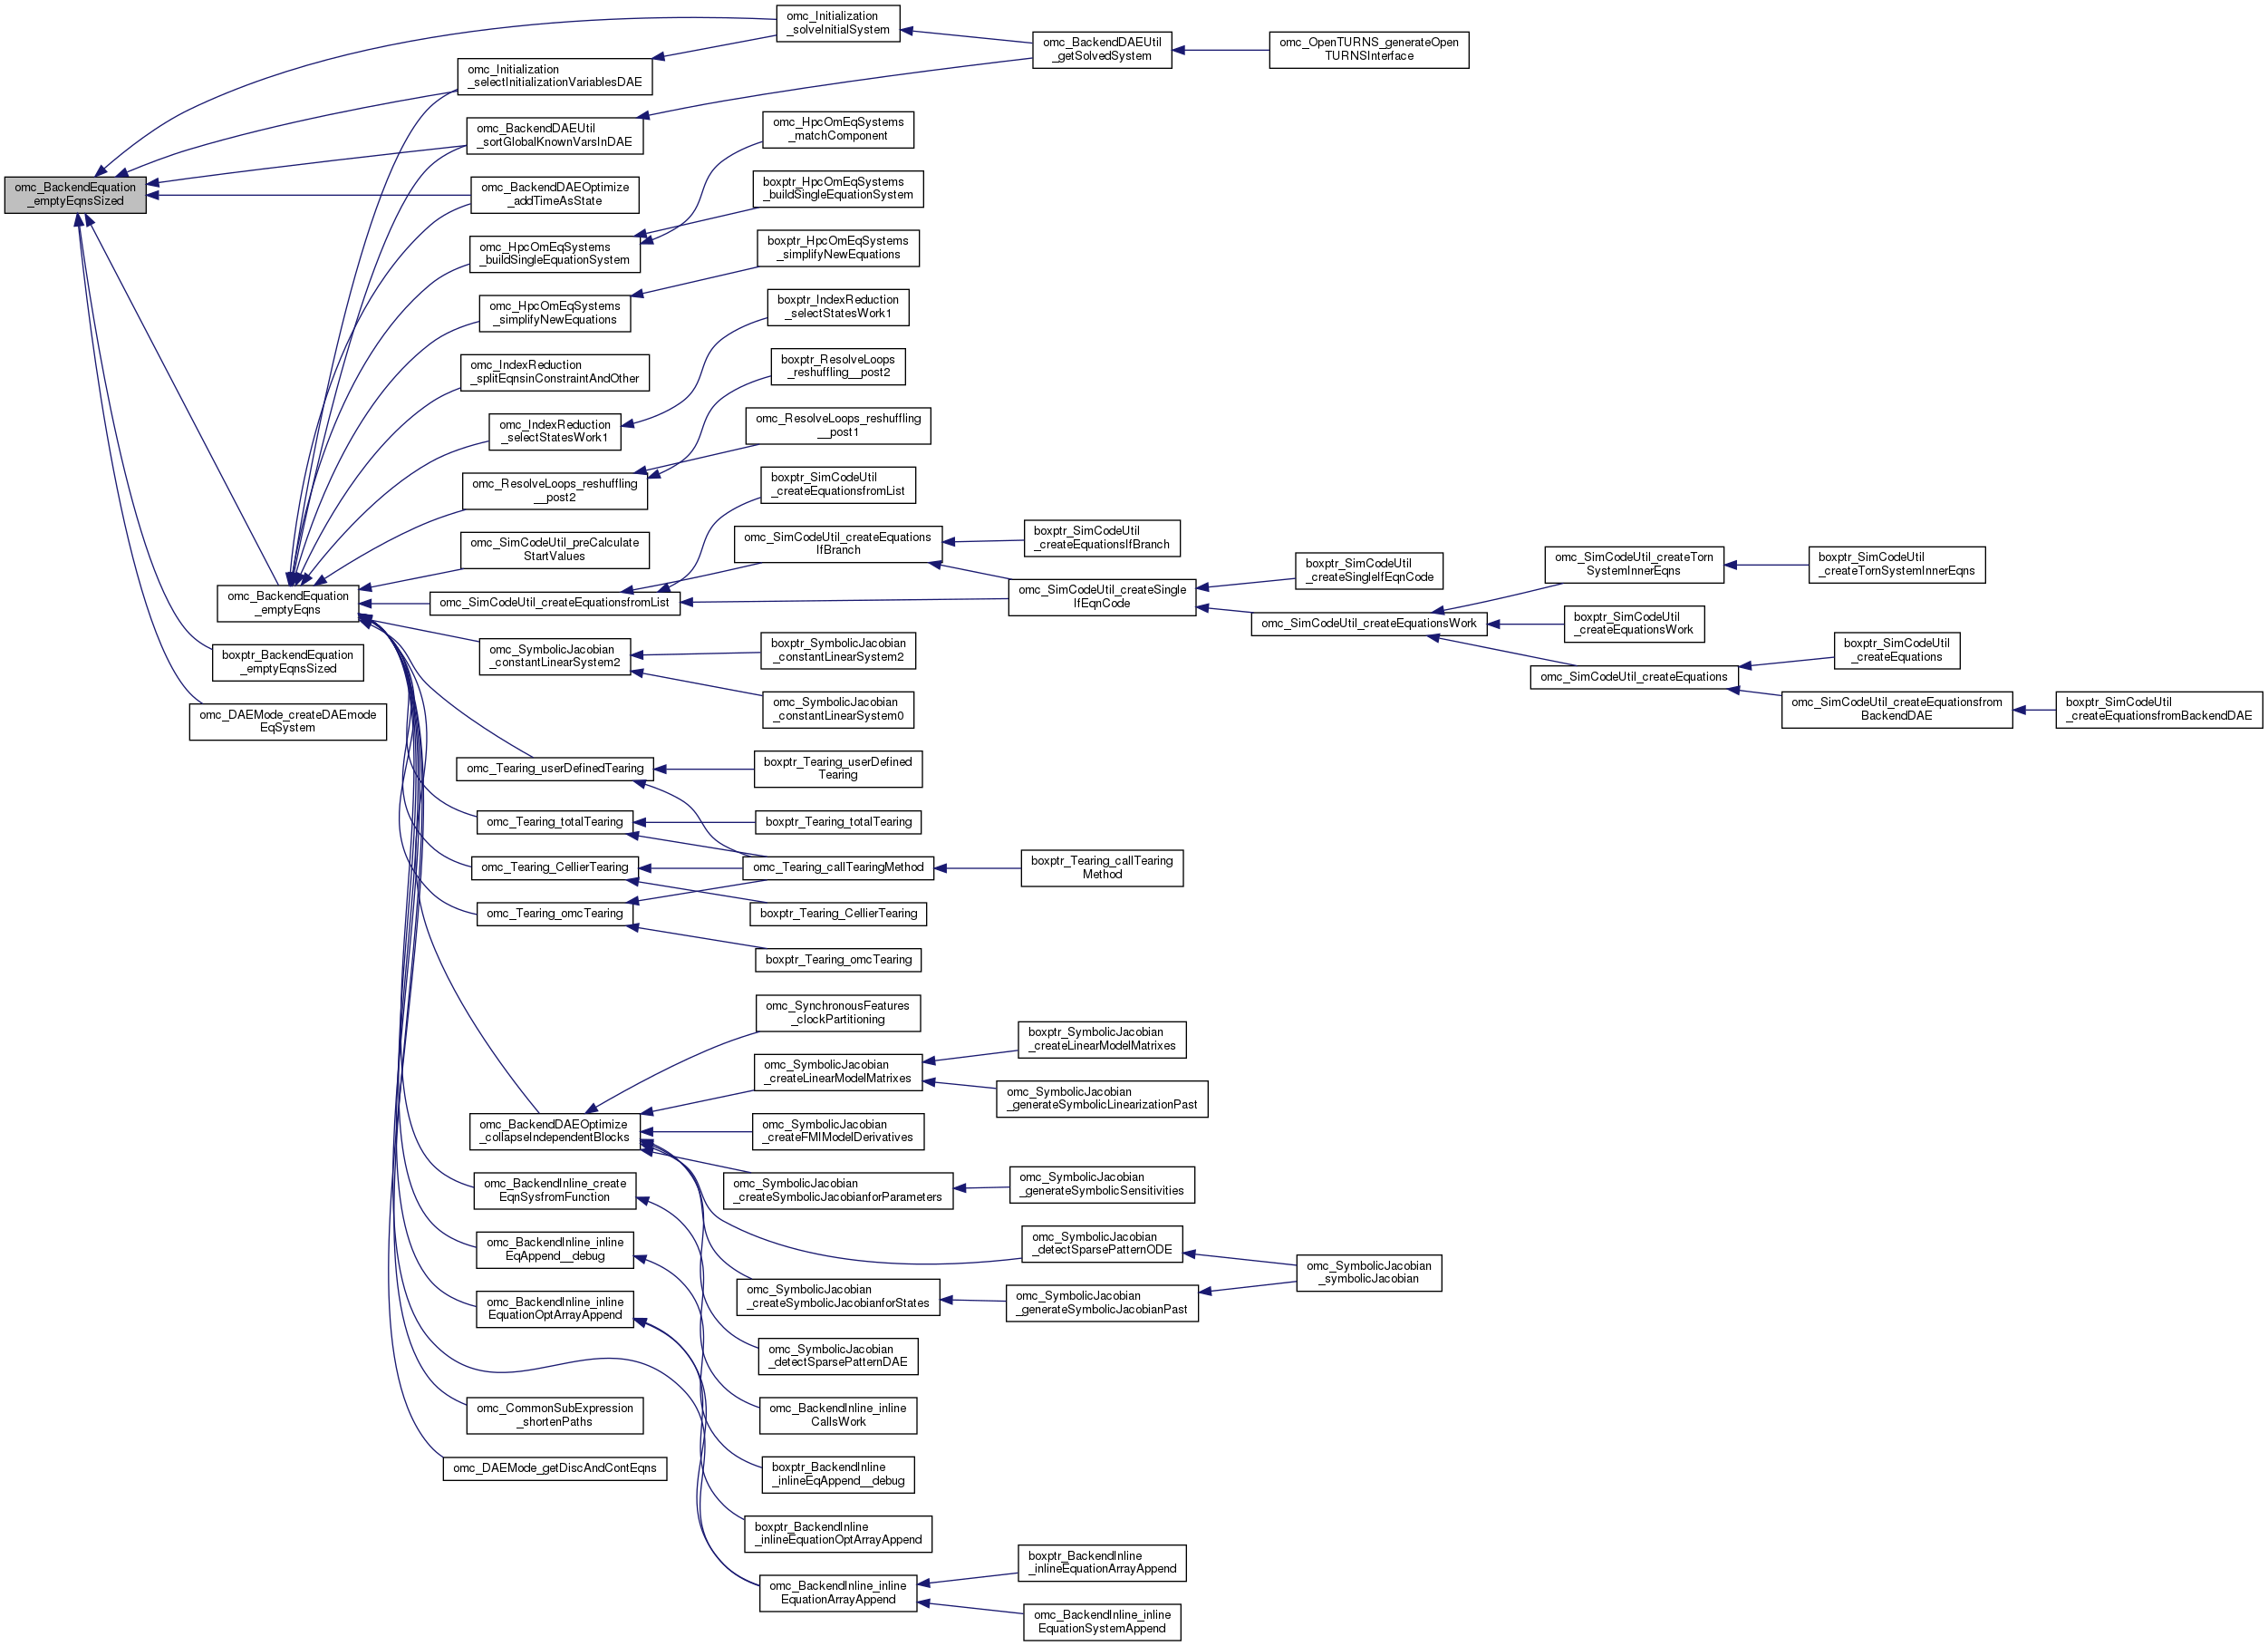 omc_BackendEquation
_emptyEqnsSized
omc_BackendEquation
_emptyEqns
boxptr_BackendEquation
_emptyEqnsSized
omc_DAEMode_createDAEmode
EqSystem
omc_Initialization
_selectInitializationVariablesDAE
omc_BackendDAEUtil
_sortGlobalKnownVarsInDAE
omc_BackendDAEOptimize
_addTimeAsState
omc_HpcOmEqSystems
_buildSingleEquationSystem
omc_HpcOmEqSystems
_simplifyNewEquations
omc_IndexReduction
_splitEqnsinConstraintAndOther
omc_IndexReduction
_selectStatesWork1
omc_ResolveLoops_reshuffling
__post2
omc_SimCodeUtil_preCalculate
StartValues
omc_SimCodeUtil_createEquationsfromList
omc_SymbolicJacobian
_constantLinearSystem2
omc_Tearing_userDefinedTearing
omc_Tearing_totalTearing
omc_Tearing_CellierTearing
omc_Tearing_omcTearing
omc_BackendDAEOptimize
_collapseIndependentBlocks
omc_BackendInline_create
EqnSysfromFunction
omc_BackendInline_inline
EqAppend__debug
omc_BackendInline_inline
EquationOptArrayAppend
omc_CommonSubExpression
_shortenPaths
omc_DAEMode_getDiscAndContEqns
omc_Initialization
_solveInitialSystem
omc_HpcOmEqSystems
_matchComponent
boxptr_HpcOmEqSystems
_buildSingleEquationSystem
boxptr_HpcOmEqSystems
_simplifyNewEquations
boxptr_IndexReduction
_selectStatesWork1
boxptr_ResolveLoops
_reshuffling__post2
omc_ResolveLoops_reshuffling
__post1
boxptr_SimCodeUtil
_createEquationsfromList
omc_SimCodeUtil_createEquations
IfBranch
boxptr_SymbolicJacobian
_constantLinearSystem2
omc_SymbolicJacobian
_constantLinearSystem0
boxptr_Tearing_userDefined
Tearing
boxptr_Tearing_totalTearing
omc_Tearing_callTearingMethod
boxptr_Tearing_CellierTearing
boxptr_Tearing_omcTearing
omc_SynchronousFeatures
_clockPartitioning
omc_SymbolicJacobian
_createLinearModelMatrixes
omc_SymbolicJacobian
_createFMIModelDerivatives
omc_SymbolicJacobian
_createSymbolicJacobianforParameters
omc_SymbolicJacobian
_createSymbolicJacobianforStates
omc_SymbolicJacobian
_detectSparsePatternDAE
omc_BackendInline_inline
CallsWork
boxptr_BackendInline
_inlineEqAppend__debug
boxptr_BackendInline
_inlineEquationOptArrayAppend
omc_BackendInline_inline
EquationArrayAppend
omc_BackendDAEUtil
_getSolvedSystem
boxptr_SimCodeUtil
_createEquationsIfBranch
omc_SimCodeUtil_createSingle
IfEqnCode
boxptr_Tearing_callTearing
Method
boxptr_SymbolicJacobian
_createLinearModelMatrixes
omc_SymbolicJacobian
_generateSymbolicLinearizationPast
omc_SymbolicJacobian
_generateSymbolicSensitivities
omc_SymbolicJacobian
_detectSparsePatternODE
omc_SymbolicJacobian
_generateSymbolicJacobianPast
boxptr_BackendInline
_inlineEquationArrayAppend
omc_BackendInline_inline
EquationSystemAppend
omc_OpenTURNS_generateOpen
TURNSInterface
boxptr_SimCodeUtil
_createSingleIfEqnCode
omc_SimCodeUtil_createEquationsWork
omc_SymbolicJacobian
_symbolicJacobian
omc_SimCodeUtil_createTorn
SystemInnerEqns
boxptr_SimCodeUtil
_createEquationsWork
omc_SimCodeUtil_createEquations
boxptr_SimCodeUtil
_createTornSystemInnerEqns
boxptr_SimCodeUtil
_createEquations
omc_SimCodeUtil_createEquationsfrom
BackendDAE
boxptr_SimCodeUtil
_createEquationsfromBackendDAE